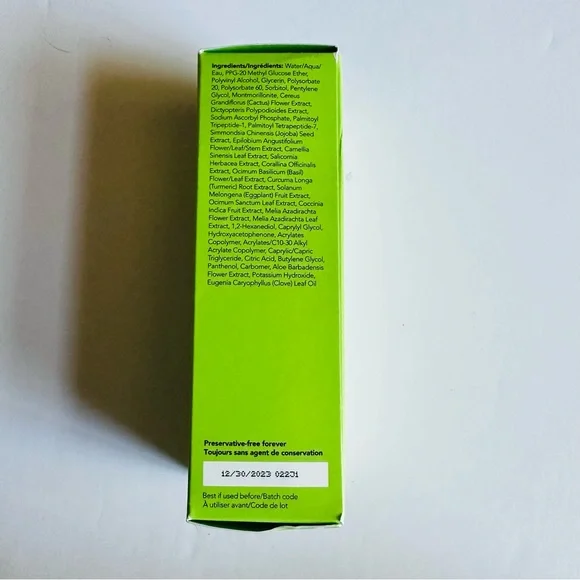 Ingredients/Ingrédients: Water/Aqua/
Eau, PPG-20 Methyl Glucose Ether,
Polyvinyl Alcohol, Glycerin, Polysorbate
20, Polysorbate 60, Sorbitol, Pentylene
Glycol, Montmorillonite, Cereus
Grandiflorus (Cactus) Flower Extract,
Dictyopteris Polypodioides Extract,
Sodium Ascorbyl Phosphate, Palmitoyl
Tripeptide-1, Palmitoyl Tetrapeptide-7,
Simmondsia Chinensis (Jojoba) Seed
Extract, Epilobium Angustifolium
Flower/Leaf/Stem Extract, Camellia
Sinensis Leaf Extract, Salicornia
Herbacea Extract, Corallina Officinalis
Extract, Ocimum Basilicum (Basil)
Flower/Leaf Extract, Curcuma Longa
(Turmeric) Root Extract, Solanum
Melongena (Eggplant) Fruit Extract,
Ocimum Sanctum Leaf Extract, Coccinia
Indica Fruit Extract, Melia Azadirachta
Flower Extract, Melia Azadirachta Leaf
Extract, 1,2-Hexanediol, Caprylyl Glycol,
Hydroxyacetophenone, Acrylates
Copolymer, Acrylates/C10-30 Alkyl
Acrylate Copolymer, Caprylic/Capric
Triglyceride, Citric Acid, Butylene Glycol,
Panthenol, Carbomer, Aloe Barbadensis
Flower Extract, Potassium Hydroxide,
Eugenia Caryophyllus (Clove) Leaf Oil
Preservative-free forever
Toujours sans agent de conservation
12/30/2023 022J1
Best if used before/Batch code
À utiliser avant/Code de lot